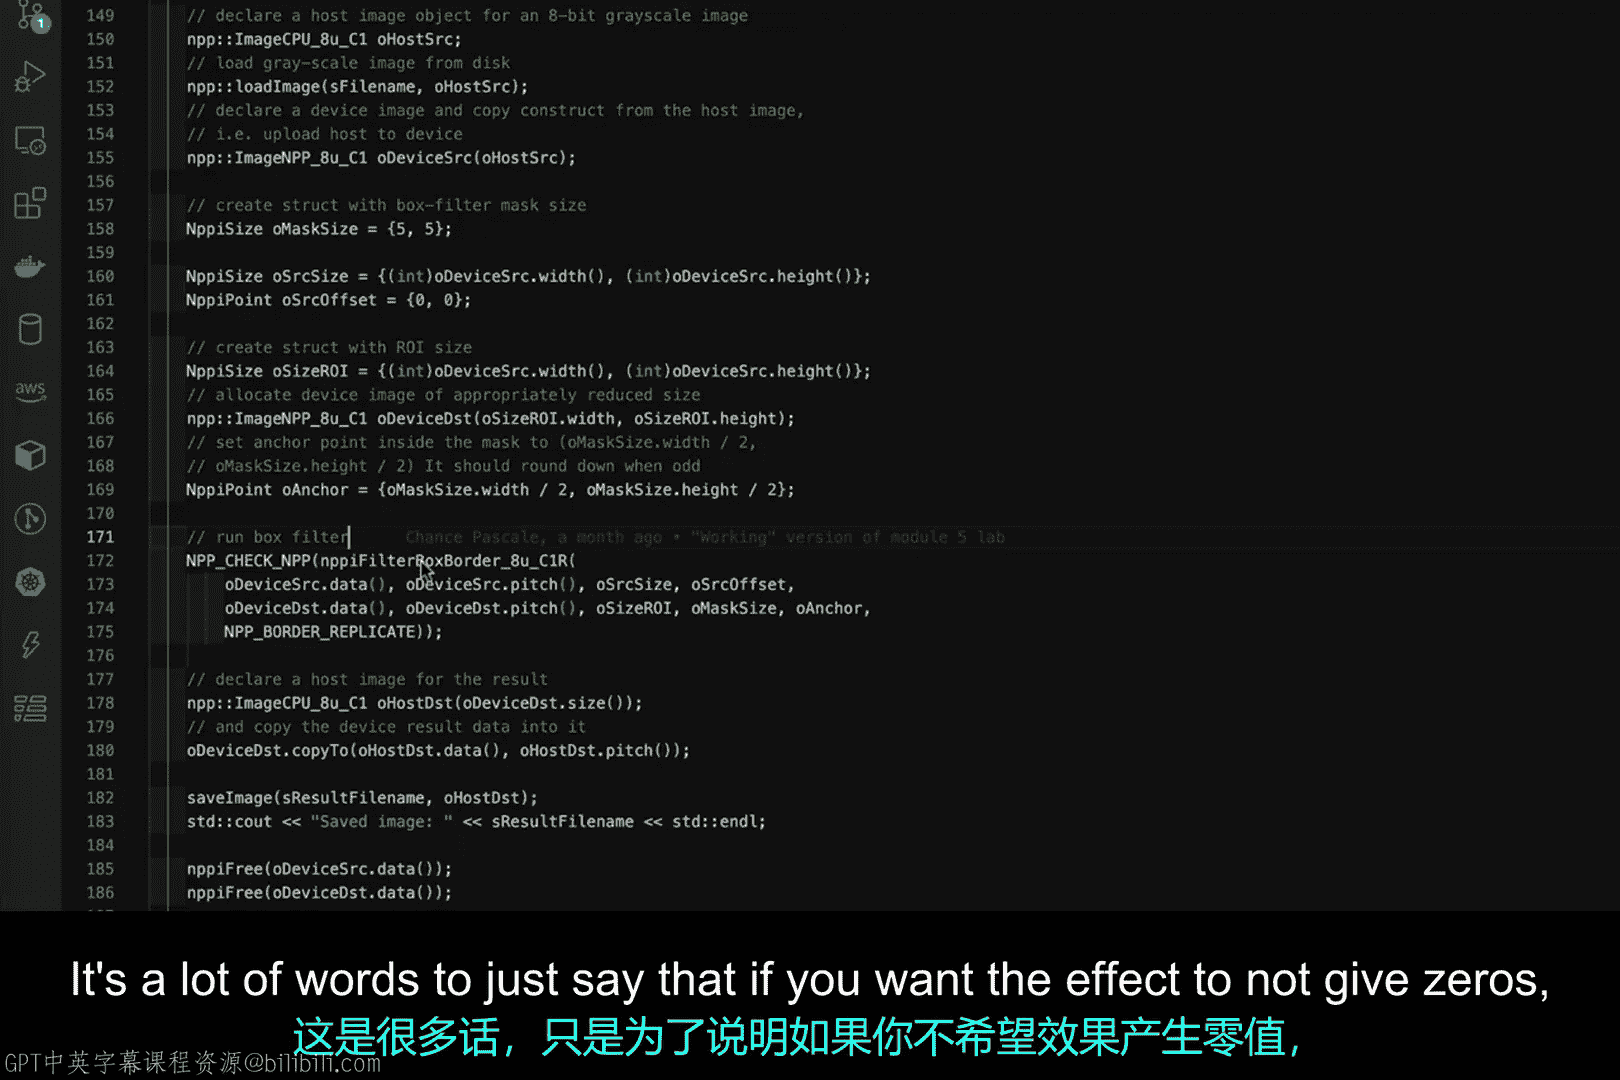 1
aws
149 // declare a host image object for an 8-bit grayscale image
150 npp::ImageCPU_8u_C1 oHostSrc;
151 // load gray-scale image from disk
152 npp::loadImage(sFilename, oHostSrc);
153 // declare a device image and copy construct from the host image,
154 // i.e. upload host to device
155 npp::ImageNPP_8u_C1 oDeviceSrc(oHostSrc);
156
157 // create struct with box-filter mask size
158 NppiSize oMaskSize = {5, 5};
159
160 NppiSize oSrcSize = {(int)oDeviceSrc.width(), (int)oDeviceSrc.height()};
161 NppiPoint oSrcOffset = {0, 0};
162
163 // create struct with ROI size
164 NppiSize oSizeROI = {(int)oDeviceSrc.width(), (int)oDeviceSrc.height()};
165 // allocate device image of appropriately reduced size
166 npp::ImageNPP_8u_C1 oDeviceDst(oSizeROI.width, oSizeROI.height);
167 // set anchor point inside the mask to (oMaskSize.width / 2,
168 // oMaskSize.height / 2) It should round down when odd
169 NppiPoint oAnchor = {oMaskSize.width / 2, oMaskSize.height / 2};
170
171 // run box filter Chance Pascale, a month ago • "Working" version of module 5 lab
172 NPP_CHECK_NPP(nppiFilterBoxBorder_8u_C1R(
173 oDeviceSrc.data(), oDeviceSrc.pitch(), oSrcSize, oSrcOffset,
174 oDeviceDst.data(), oDeviceDst.pitch(), oSizeROI, oMaskSize, oAnchor,
175 NPP_BORDER_REPLICATE));
176
177 // declare a host image for the result
178 npp::ImageCPU_8u_C1 oHostDst(oDeviceDst.size());
179 // and copy the device result data into it
180 oDeviceDst.copyTo(oHostDst.data(), oHostDst.pitch());
181
182 saveImage(sResultFilename, oHostDst);
183 std::cout << "Saved image: " << sResultFilename << std::endl;
184
185 nppiFree(oDeviceSrc.data());
186 nppiFree(oDeviceDst.data());
It's a lot of words to just say that if you want the effect to not give zeros,
这是很多话，只是为了说明如果你不希望效果产生零值，
GPT中英字幕课程资源@bilibili.com